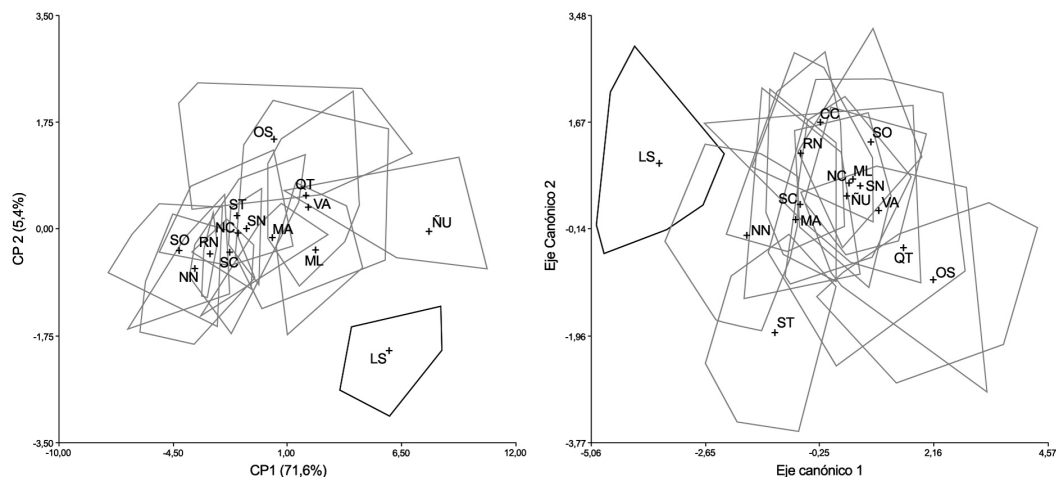 3,50
1,75
0,00
-1,75
-3,50
CP 2 (5,4%)
-10,00
-4,50
1,00
6,50
12,00
CP1 (71,6%)
OS
QT
VA
ST
SN
NC
MA
ÑU
SO
RN
SC
ML
NN
LS
3,48
1,67
-0,14
-1,96
-3,77
Eje Canónico 2
-5,06
-2,65
-0,25
2,16
4,57
Eje canónico 1
CC
SO
RN
LS
ML
NC
SN
SC
ÑU
VA
MA
NN
QT
OS
ST